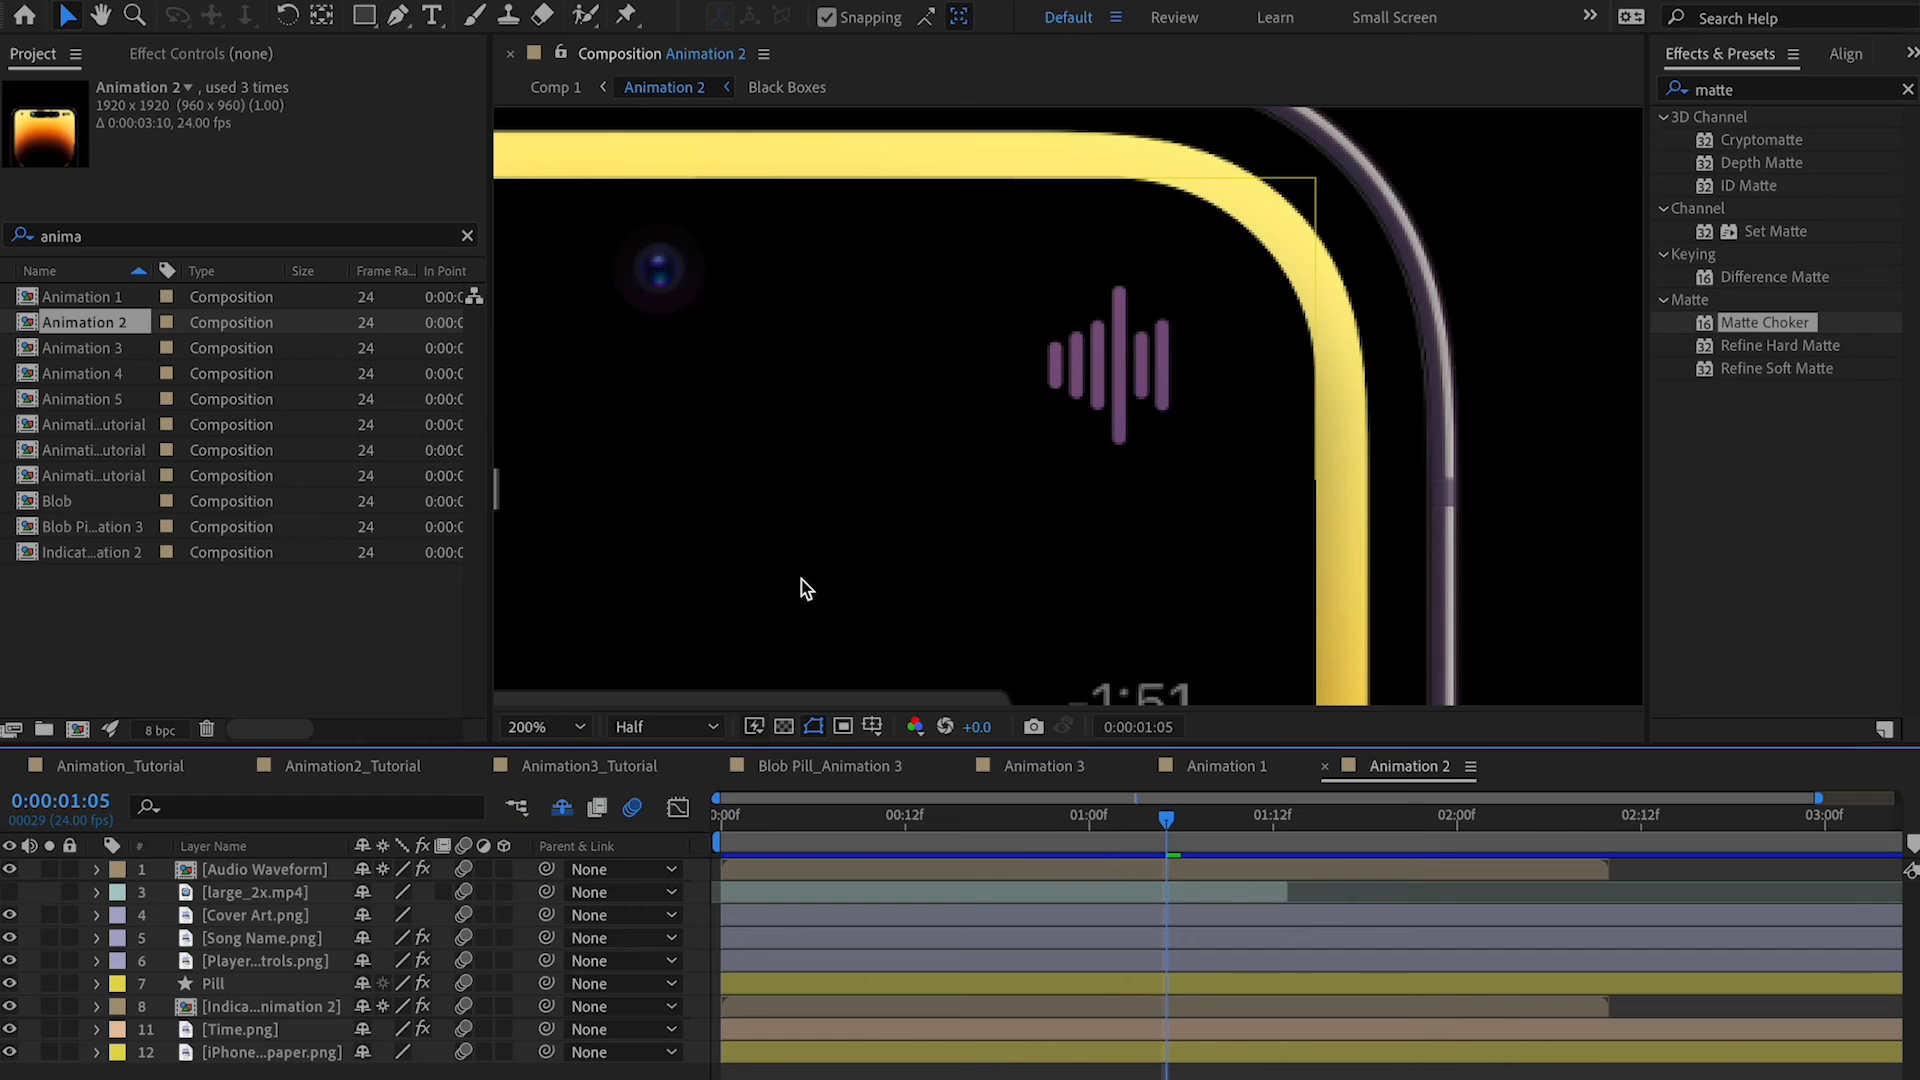 Snapping
Default
Review
Learn
Small Screen
Search Help
Project
Effect Controls (none)
Composition Animation 2
Effects & Presets
Align
Animation 2 , used 3 times
1920 x 1920 (960 x 960) (1.00)
Δ 0:00:03:10, 24.00 fps
Comp 1
Animation 2
Black Boxes
matte
3D Channel
Cryptomatte
Depth Matte
ID Matte
Channel
Set Matte
Keying
Difference Matte
Matte
Matte Choker
Refine Hard Matte
Refine Soft Matte
anima
Name Type Size Frame Ra... In Point
Animation 1 Composition 24 0:00:0
Animation 2 Composition 24 0:00:0
Animation 3 Composition 24 0:00:0
Animation 4 Composition 24 0:00:0
Animation 5 Composition 24 0:00:0
Animati...utorial Composition 24 0:00:0
Animati...utorial Composition 24 0:00:0
Animati...utorial Composition 24 0:00:0
Blob Composition 24 0:00:0
Blob Pi...ation 3 Composition 24 0:00:0
Indicat...ation 2 Composition 24 0:00:0
-1:51
8 bpc
200%
Half
+0.0
0:00:01:05
Animation_Tutorial
Animation2_Tutorial
Animation3_Tutorial
Blob Pill_Animation 3
Animation 3
Animation 1
Animation 2
0:00:01:05
00029 (24.00 fps)
0:00f 00:12f 01:00f 01:12f 02:00f 02:12f 03:00f
# Layer Name fx Parent & Link
1 [Audio Waveform] fx None
3 [large_2x.mp4] None
4 [Cover Art.png] None
5 [Song Name.png] fx None
6 [Player...trols.png] fx None
7 Pill fx None
8 [Indica...nimation 2] fx None
11 [Time.png] fx None
12 [iPhone...paper.png] None